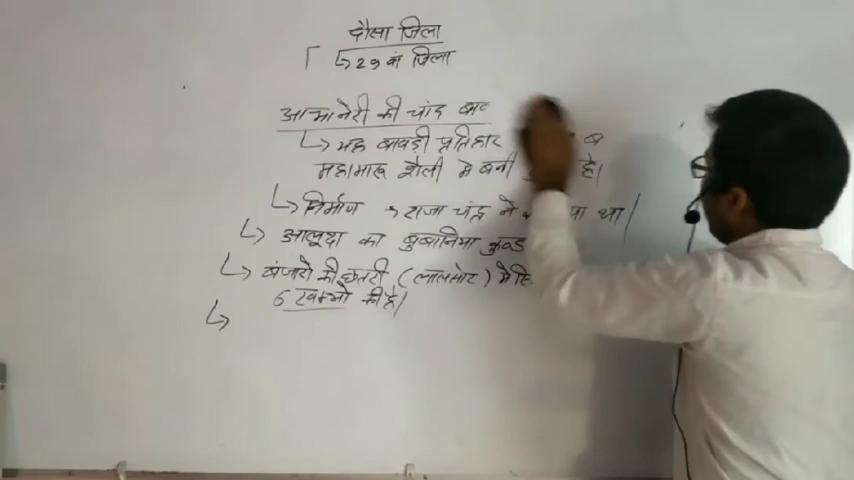 दौसा जिला
↳ 29 वां जिला
आभानेरी की चांद बाव
↳ यह बावड़ी प्रतिहार ब
महामारू शैली मे बनी है।
↳ निर्माण → राजा चंद्र ने था।
↳ आलूदा का बुबानिया कुण्ड
↳ बंजारो की छतरी (लालसोट) मे
6 खम्भो की है।
↳